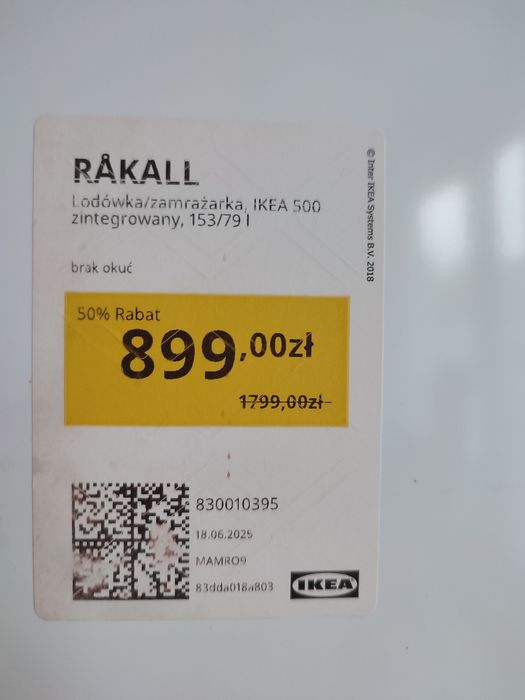 RÅKALL
Lodówka/zamrażarka, IKEA 500
zintegrowany, 153/79 l
brak okuć
50% Rabat
899,00zł
1799,00zł
830010395
18.06.2025
MAMRO9
83dda018a803
IKEA
© Inter IKEA Systems B.V. 2018